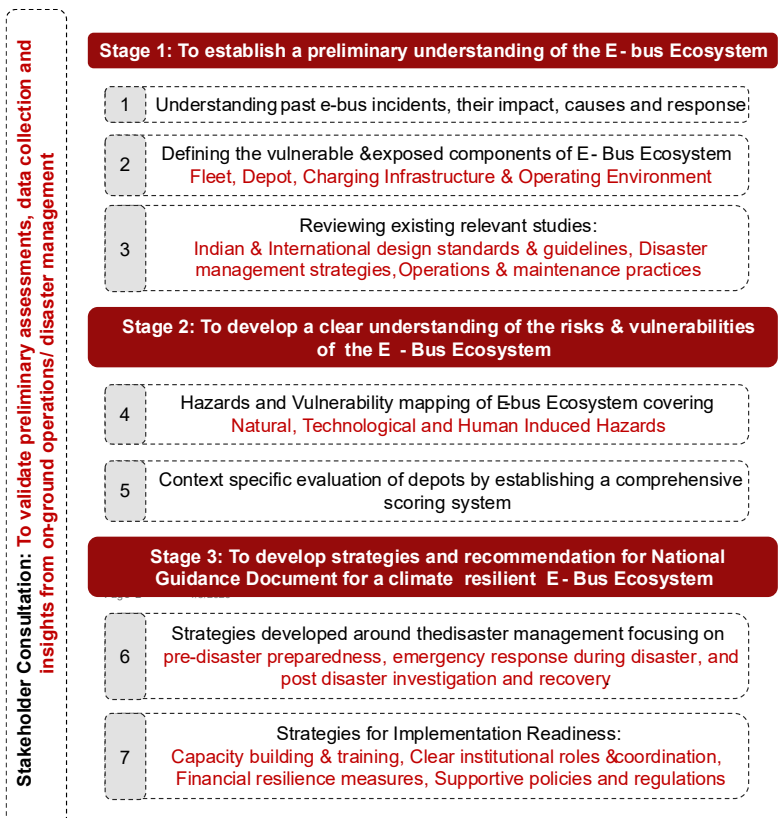 Stakeholder Consultation: To validate preliminary assessments, data collection and
insights from on-ground operations/ disaster management
Stage 1: To establish a preliminary understanding of the E - bus Ecosystem
1
Understanding past e-bus incidents, their impact, causes and response
2
Defining the vulnerable &exposed components of E - Bus Ecosystem
Fleet, Depot, Charging Infrastructure & Operating Environment
3
Reviewing existing relevant studies:
Indian & International design standards & guidelines, Disaster
management strategies, Operations & maintenance practices
Stage 2: To develop a clear understanding of the risks & vulnerabilities
of the E - Bus Ecosystem
4
Hazards and Vulnerability mapping of E-bus Ecosystem covering
Natural, Technological and Human Induced Hazards
5
Context specific evaluation of depots by establishing a comprehensive
scoring system
Stage 3: To develop strategies and recommendation for National
Guidance Document for a climate resilient E - Bus Ecosystem
6
Strategies developed around thedisaster management focusing on
pre-disaster preparedness, emergency response during disaster, and
post disaster investigation and recovery
7
Strategies for Implementation Readiness:
Capacity building & training, Clear institutional roles &coordination,
Financial resilience measures, Supportive policies and regulations